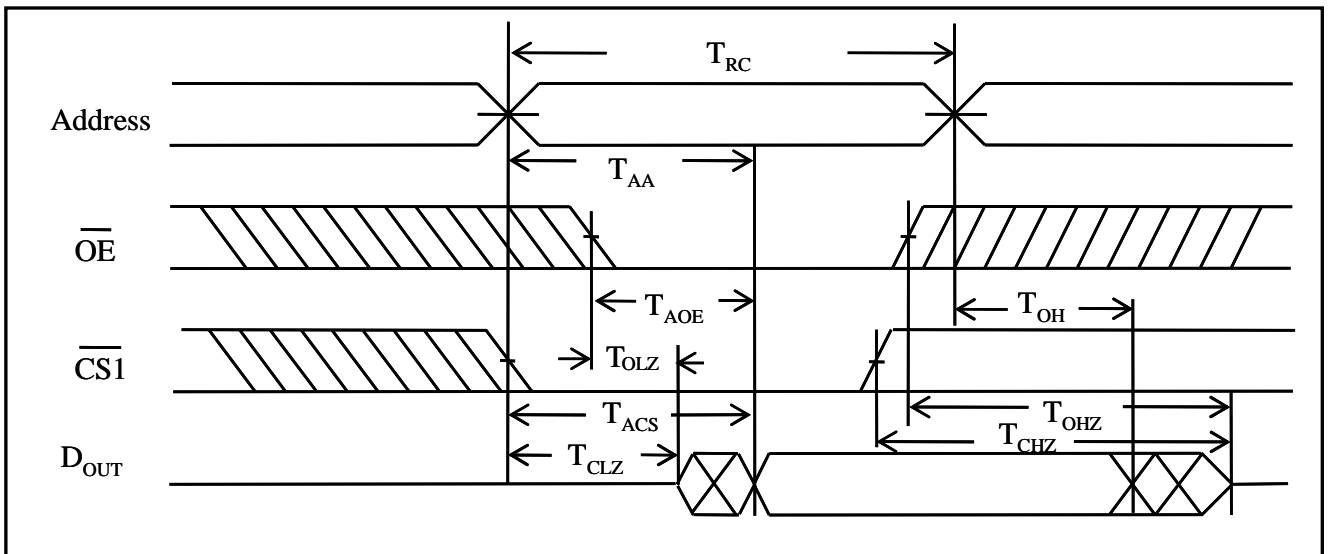 T_RC
Address
T_AA
OE
T_AOE
T_OH
CS1
T_OLZ
T_ACS
T_OHZ
T_CHZ
D_OUT
T_CLZ